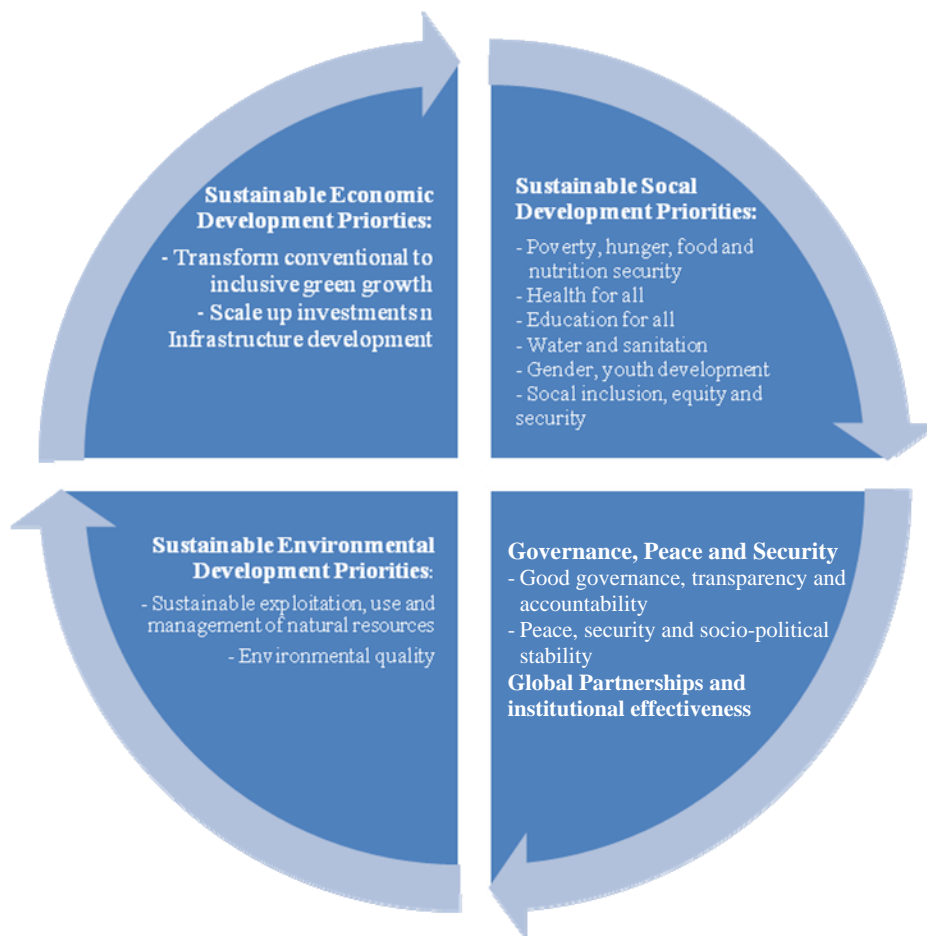 Sustainable Economic
Development Priorties:
- Transform conventional to
inclusive green growth
- Scale up investments n
Infrastructure development
Sustainable Socal
Development Priorities:
- Poverty, hunger, food and
nutrition security
- Health for all
- Education for all
- Water and sanitation
- Gender, youth development
- Socal inclusion, equity and
security
Sustainable Environmental
Development Priorities:
- Sustainable exploitation, use and
management of natural resources
- Environmental quality
Governance, Peace and Security
- Good governance, transparency and
accountability
- Peace, security and socio-political
stability
Global Partnerships and
institutional effectiveness